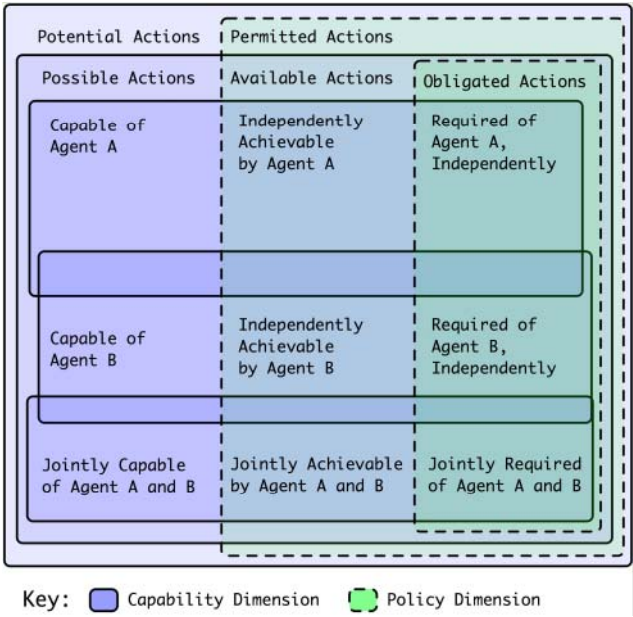 Potential Actions
Permitted Actions
Possible Actions
Available Actions
Obligated Actions
Capable of
Agent A
Independently
Achievable
by Agent A
Required of
Agent A,
Independently
Capable of
Agent B
Independently
Achievable
by Agent B
Required of
Agent B,
Independently
Jointly Capable
of Agent A and B
Jointly Achievable
by Agent A and B
Jointly Required
of Agent A and B
Key:
Capability Dimension
Policy Dimension